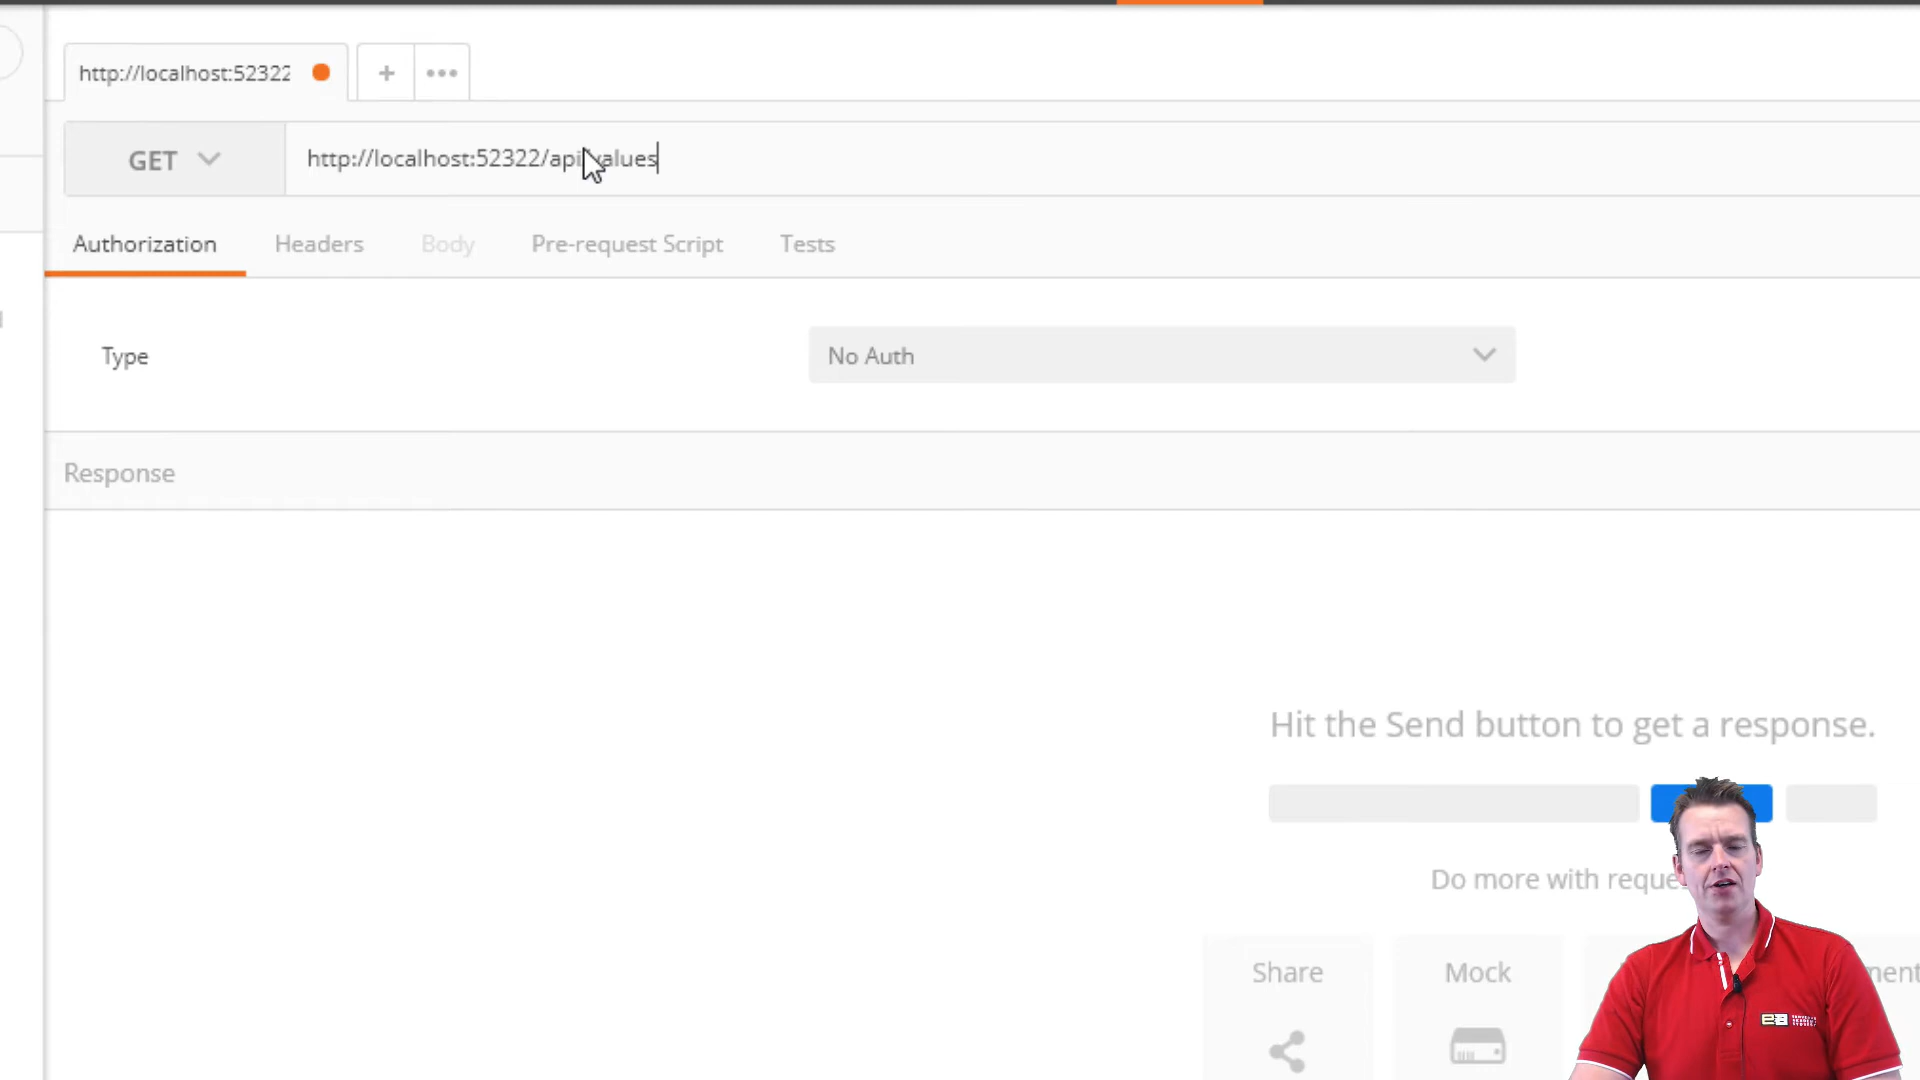 http://localhost:52322
GET
http://localhost:52322/api/values
Authorization
Headers
Body
Pre-request Script
Tests
Type
No Auth
Response
Hit the Send button to get a response.
Do more with
Share
Mock